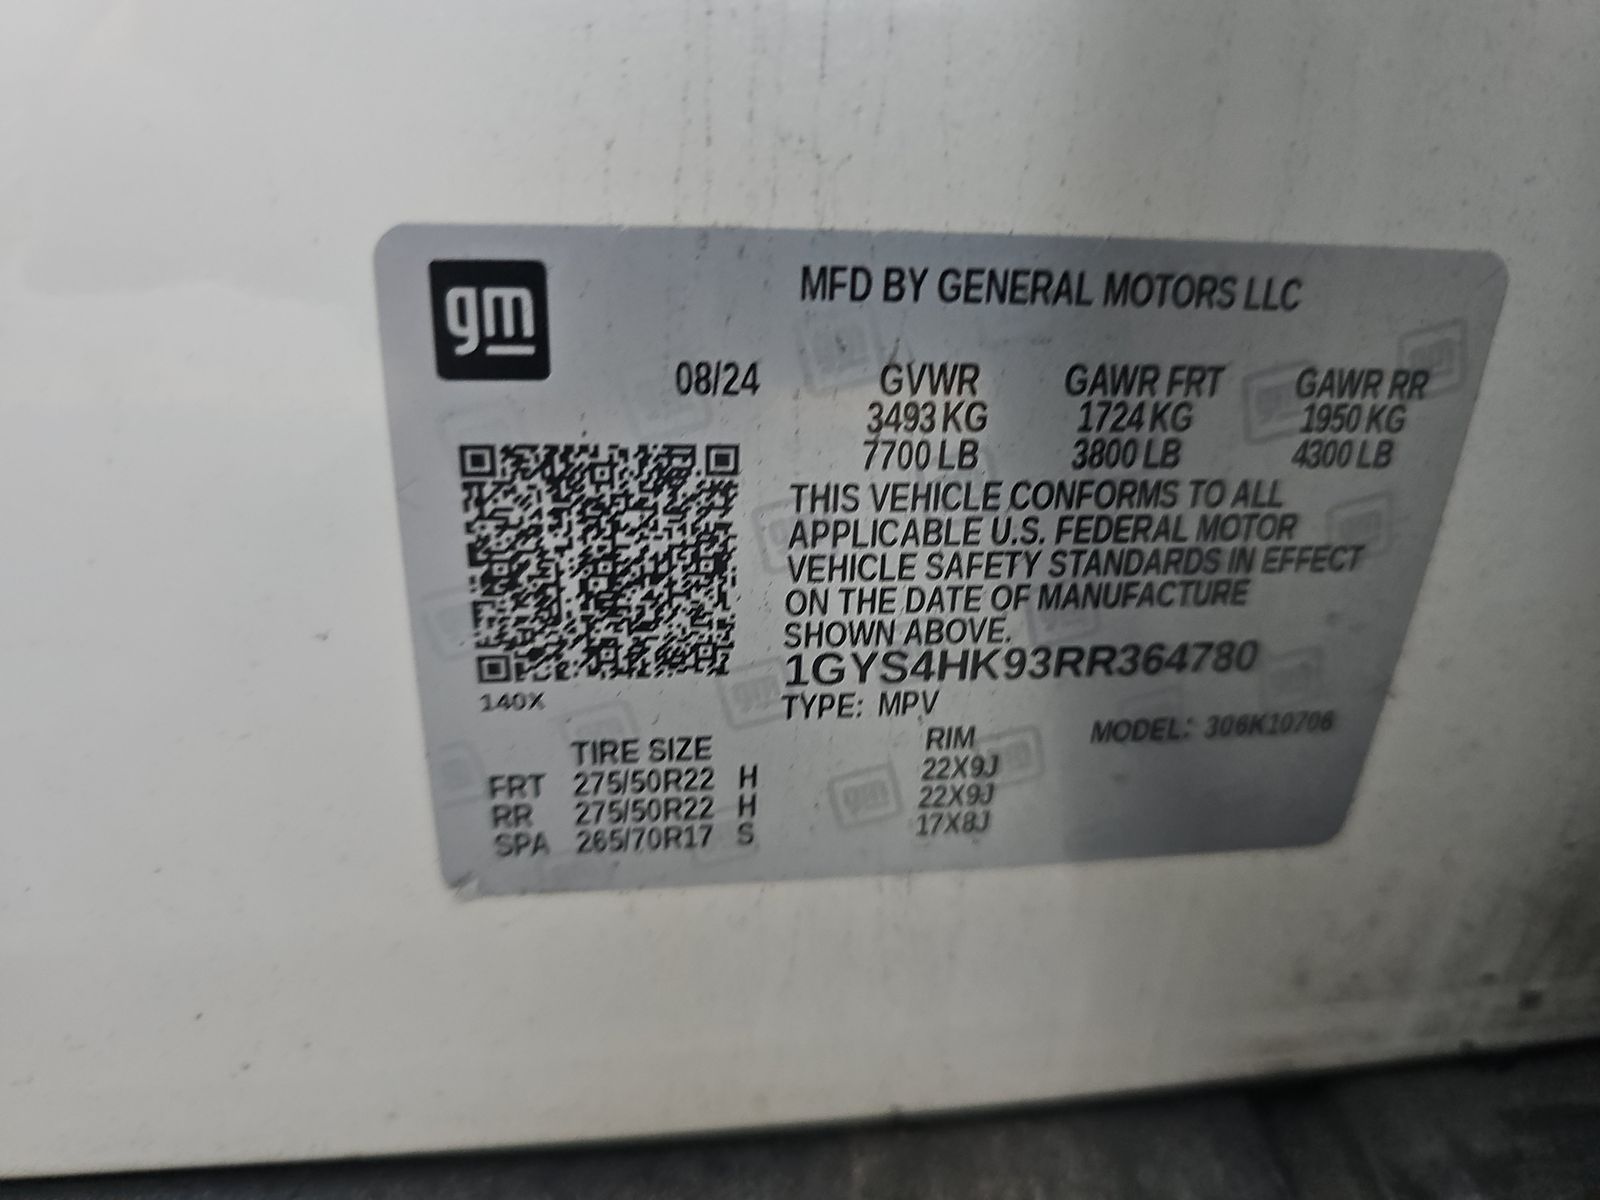 gm
MFD BY GENERAL MOTORS LLC
08/24 GVWR GAWR FRT GAWR RR
3493 KG 1724 KG 1950 KG
7700 LB 3800 LB 4300 LB
THIS VEHICLE CONFORMS TO ALL
APPLICABLE U.S. FEDERAL MOTOR
VEHICLE SAFETY STANDARDS IN EFFECT
ON THE DATE OF MANUFACTURE
SHOWN ABOVE.
1GYS4HK93RR364780
140X
TYPE: MPV
MODEL: 306K10706
TIRE SIZE RIM
FRT 275/50R22 H 22X9J
RR 275/50R22 H 22X9J
SPA 265/70R17 S 17X8J